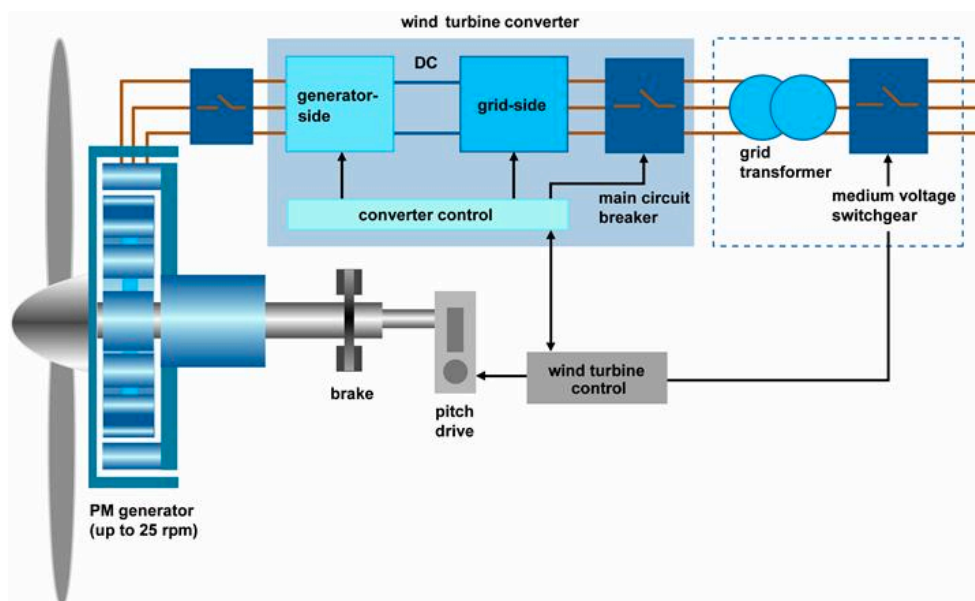 wind turbine converter
DC
generator-
side
grid-side
converter control
main circuit
breaker
grid
transformer
medium voltage
switchgear
brake
pitch
drive
wind turbine
control
PM generator
(up to 25 rpm)